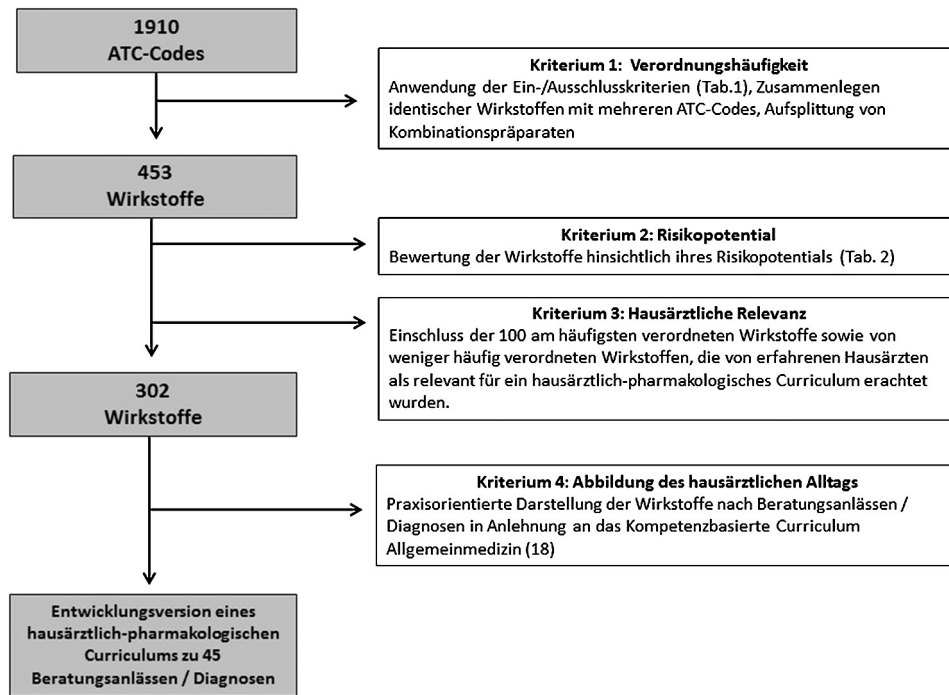 1910
ATC-Codes
Kriterium 1: Verordnungshäufigkeit
Anwendung der Ein-/Ausschlusskriterien (Tab.1), Zusammenlegen
identischer Wirkstoffen mit mehreren ATC-Codes, Aufsplittung von
Kombinationspräparaten
453
Wirkstoffe
Kriterium 2: Risikopotential
Bewertung der Wirkstoffe hinsichtlich ihres Risikopotentials (Tab. 2)
Kriterium 3: Hausärztliche Relevanz
Einschluss der 100 am häufigsten verordneten Wirkstoffe sowie von
weniger häufig verordneten Wirkstoffen, die von erfahrenen Hausärzten
als relevant für ein hausärztlich-pharmakologisches Curriculum erachtet
wurden.
302
Wirkstoffe
Kriterium 4: Abbildung des hausärztlichen Alltags
Praxisorientierte Darstellung der Wirkstoffe nach Beratungsanlässen /
Diagnosen in Anlehnung an das Kompetenzbasierte Curriculum
Allgemeinmedizin (18)
Entwicklungsversion eines
hausärztlich-pharmakologischen
Curriculums zu 45
Beratungsanlässen / Diagnosen